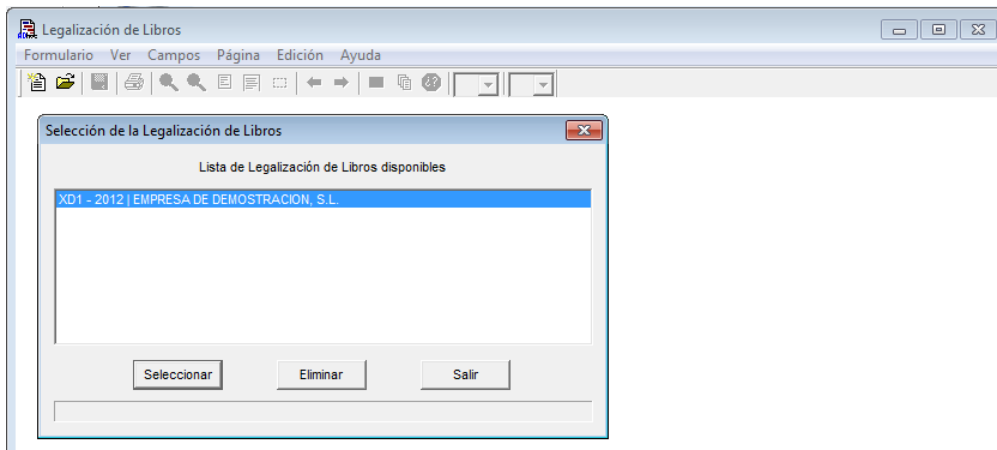 Legalización de Libros
Formulario Ver Campos Página Edición Ayuda
Selección de la Legalización de Libros
Lista de Legalización de Libros disponibles
XD1 - 2012 | EMPRESA DE DEMOSTRACION, S.L.
Seleccionar Eliminar Salir